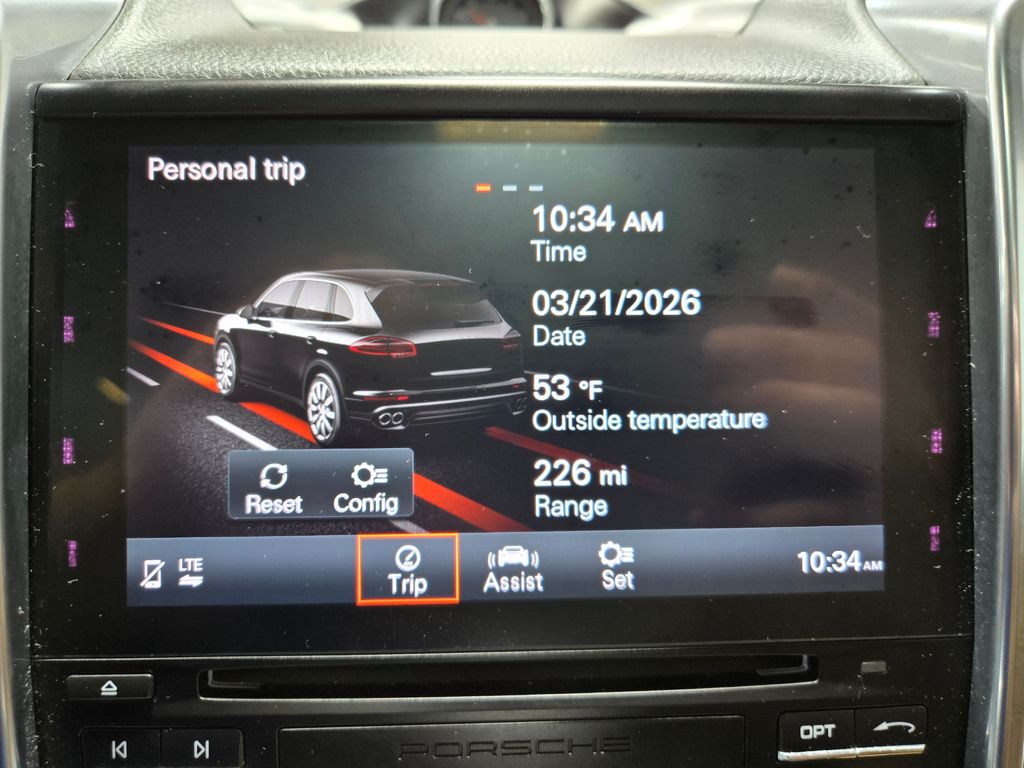 Personal trip
10:34 AM
Time
03/21/2026
Date
53 °F
Outside temperature
226 mi
Range
Reset Config
LTE
Trip Assist Set
10:34 AM
OPT
PORSCHE